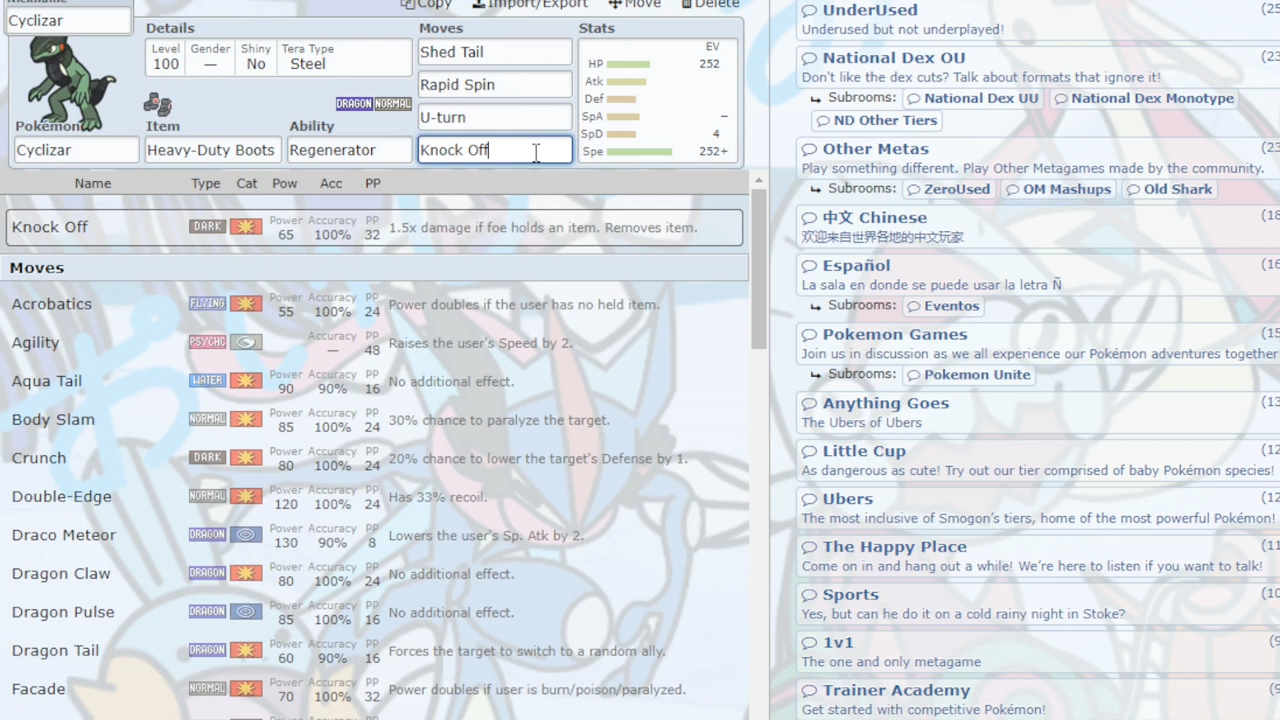 Nickname
Cyclizar
Copy Import/Export Move Delete
Details
Level Gender Shiny Tera Type
100 — No Steel
DRAGON NORMAL
Pokémon Item Ability
Cyclizar Heavy-Duty Boots Regenerator
Moves
Shed Tail
Rapid Spin
U-turn
Knock Off
Stats
EV
HP 252
Atk
Def
SpA –
SpD 4
Spe 252+
Name Type Cat Pow Acc PP
Knock Off DARK Power 65 Accuracy 100% PP 32 1.5x damage if foe holds an item. Removes item.
Moves
Acrobatics FLYING Power 55 Accuracy 100% PP 24 Power doubles if the user has no held item.
Agility PSYCHC Accuracy — PP 48 Raises the user's Speed by 2.
Aqua Tail WATER Power 90 Accuracy 90% PP 16 No additional effect.
Body Slam NORMAL Power 85 Accuracy 100% PP 24 30% chance to paralyze the target.
Crunch DARK Power 80 Accuracy 100% PP 24 20% chance to lower the target's Defense by 1.
Double-Edge NORMAL Power 120 Accuracy 100% PP 24 Has 33% recoil.
Draco Meteor DRAGON Power 130 Accuracy 90% PP 8 Lowers the user's Sp. Atk by 2.
Dragon Claw DRAGON Power 80 Accuracy 100% PP 24 No additional effect.
Dragon Pulse DRAGON Power 85 Accuracy 100% PP 16 No additional effect.
Dragon Tail DRAGON Power 60 Accuracy 90% PP 16 Forces the target to switch to a random ally.
Facade NORMAL Power 70 Accuracy 100% PP 32 Power doubles if user is burn/poison/paralyzed.
UnderUsed (25
Underused but not underplayed!
National Dex OU (23
Don't like the dex cuts? Talk about formats that ignore it!
Subrooms: National Dex UU National Dex Monotype
ND Other Tiers
Other Metas (23
Play something different. Play Other Metagames made by the community.
Subrooms: ZeroUsed OM Mashups Old Shark
中文 Chinese (18
欢迎来自世界各地的中文玩家
Español (16
La sala en donde se puede usar la letra Ñ
Subrooms: Eventos
Pokemon Games (15
Join us in discussion as we all experience our Pokémon adventures together
Subrooms: Pokemon Unite
Anything Goes (13
The Ubers of Ubers
Little Cup (12
As dangerous as cute! Try out our tier comprised of baby Pokémon species!
Ubers (12
The most inclusive of Smogon's tiers, home of the most powerful Pokémon!
The Happy Place (11
Come on in and hang out a while! We're here to listen if you want to talk!
Sports (10
Yes, but can he do it on a cold rainy night in Stoke?
1v1 (9
The one and only metagame
Trainer Academy (9
Get started with competitive Pokémon!